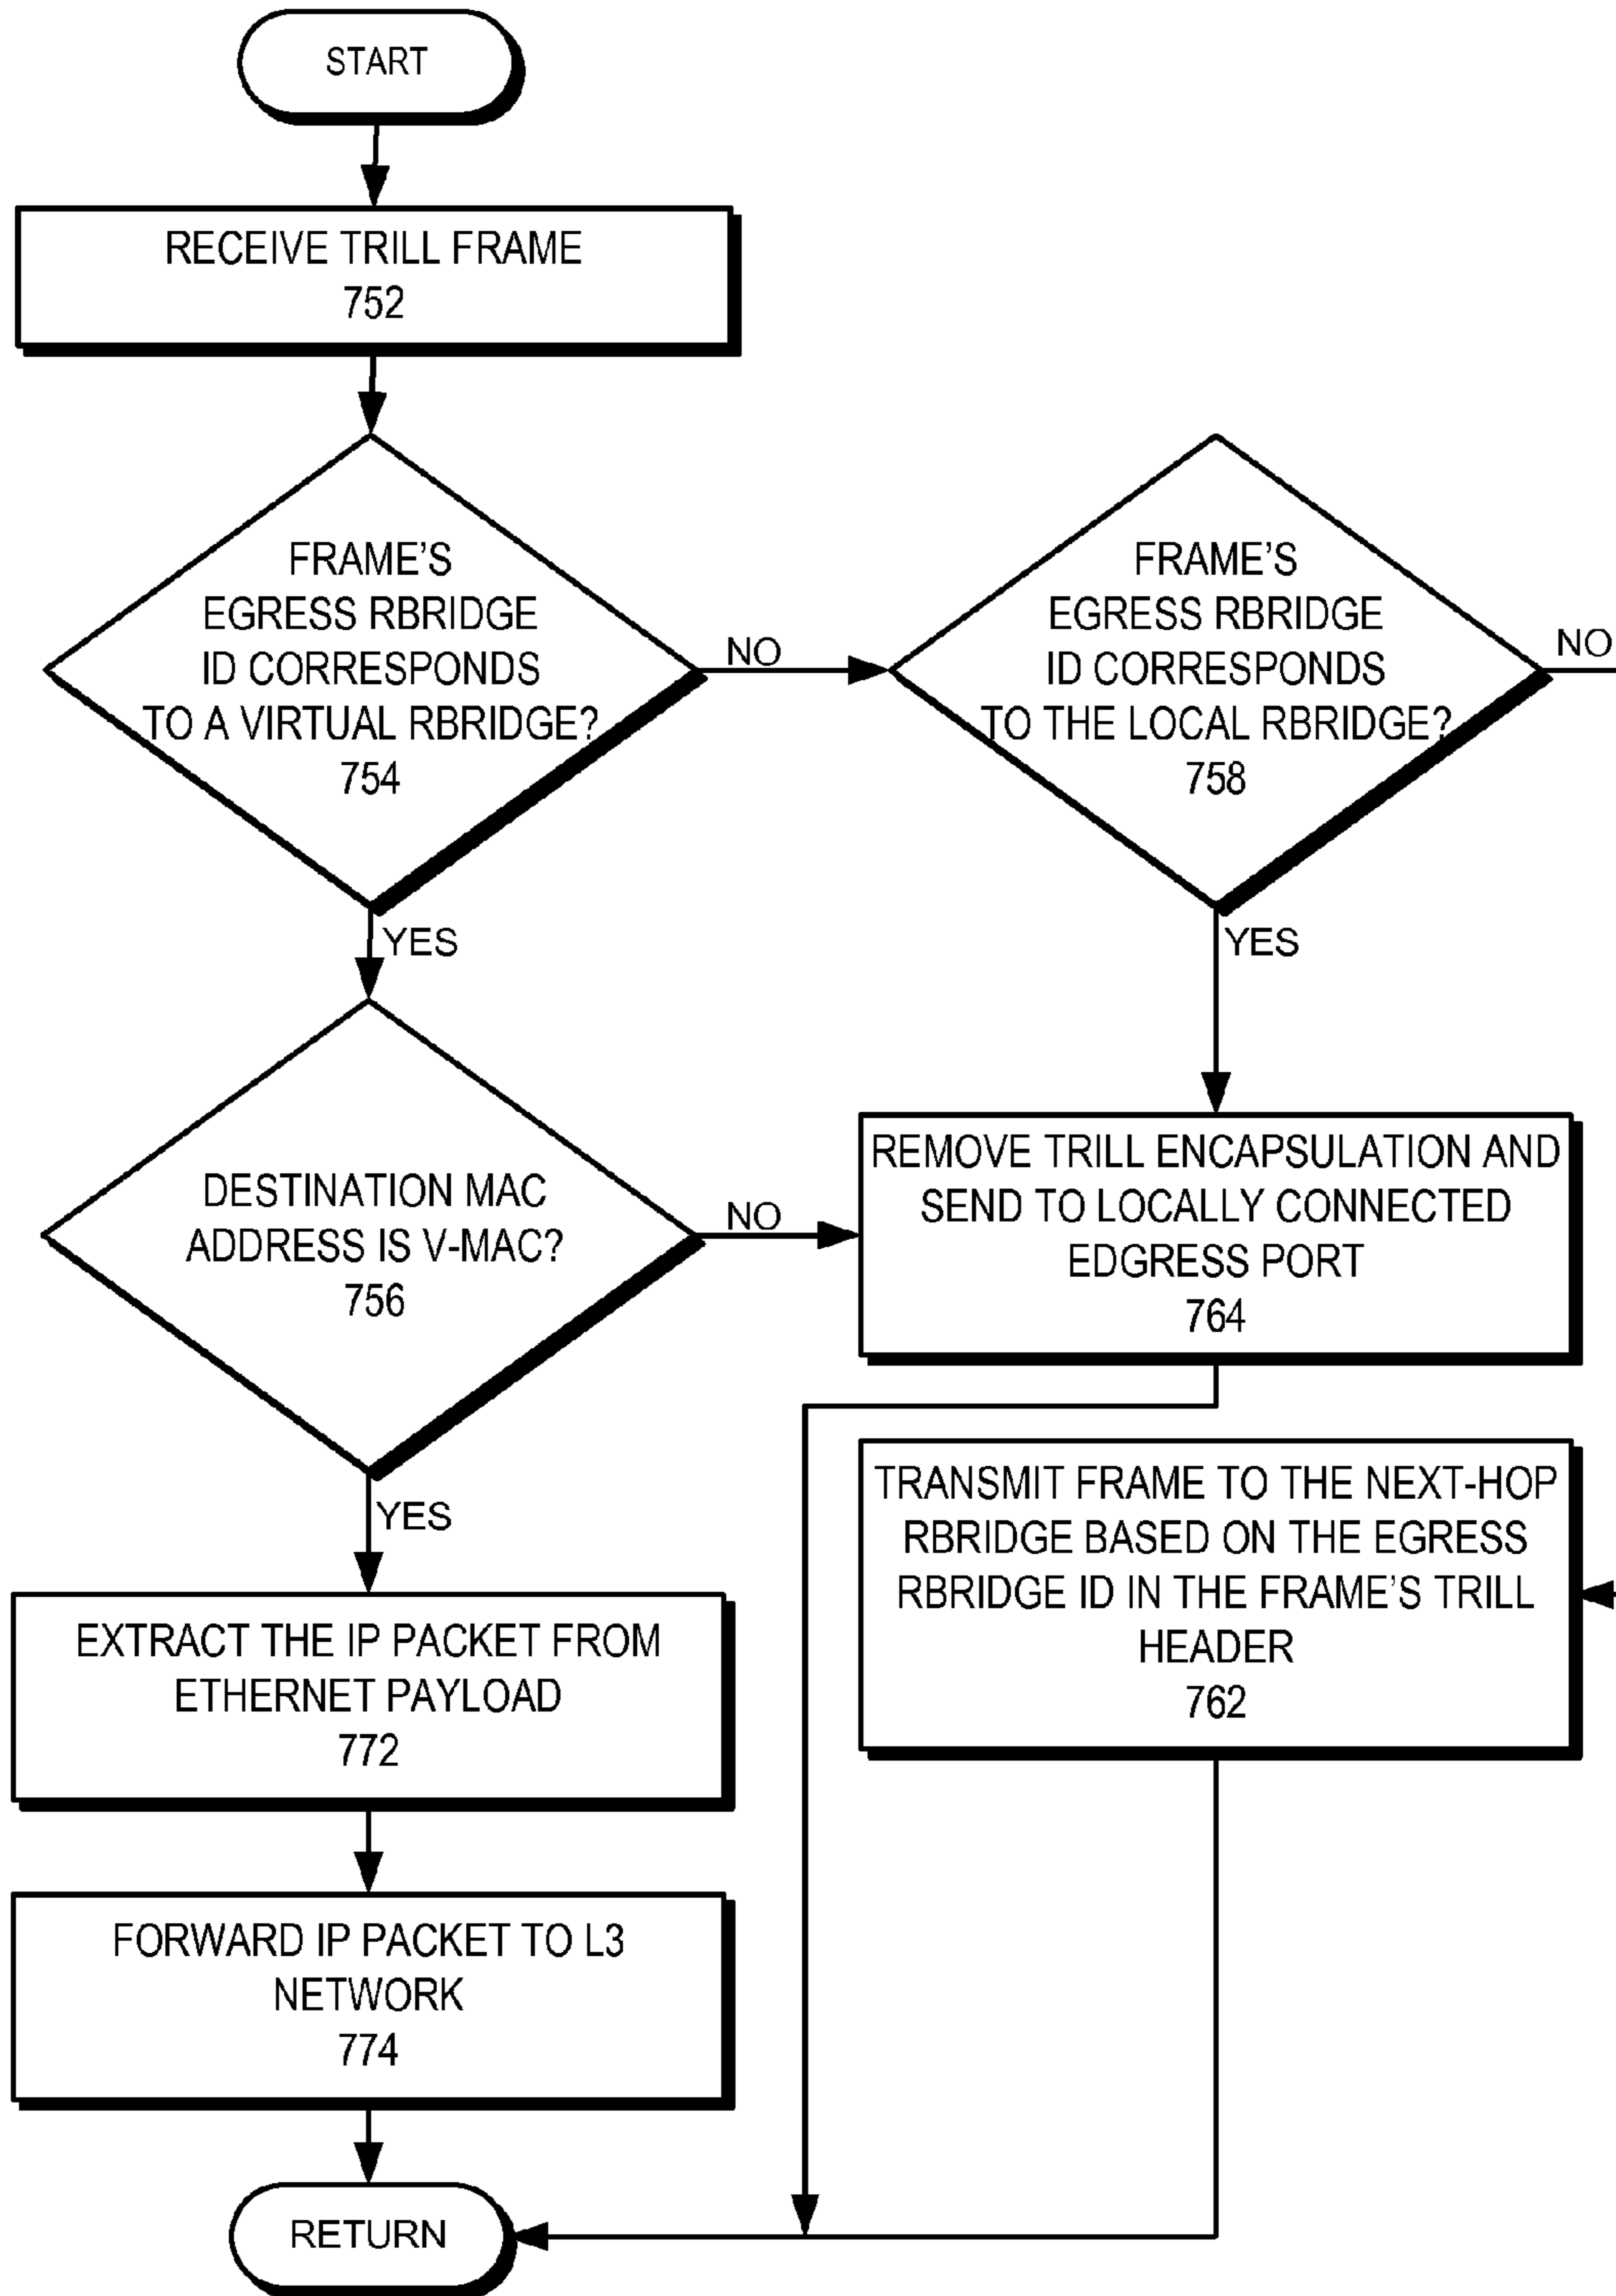 START
RECEIVE TRILL FRAME
752
FRAME'S
EGRESS RBRIDGE
ID CORRESPONDS
TO A VIRTUAL RBRIDGE?
754
NO
FRAME'S
EGRESS RBRIDGE
ID CORRESPONDS
TO THE LOCAL RBRIDGE?
758
NO
YES
YES
DESTINATION MAC
ADDRESS IS V-MAC?
756
NO
REMOVE TRILL ENCAPSULATION AND
SEND TO LOCALLY CONNECTED
EDGRESS PORT
764
YES
TRANSMIT FRAME TO THE NEXT-HOP
RBRIDGE BASED ON THE EGRESS
RBRIDGE ID IN THE FRAME'S TRILL
HEADER
762
EXTRACT THE IP PACKET FROM
ETHERNET PAYLOAD
772
FORWARD IP PACKET TO L3
NETWORK
774
RETURN